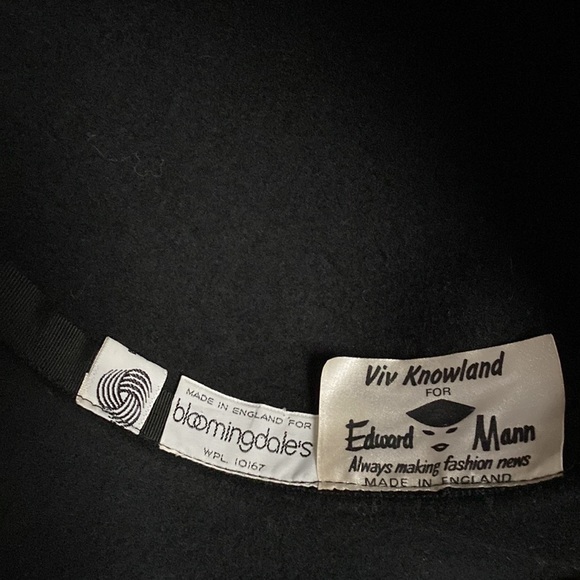 MADE IN ENGLAND FOR
bloomingdale's
WPL 10167
Viv Knowland
FOR
Edward Mann
Always making fashion news
MADE IN ENGLAND